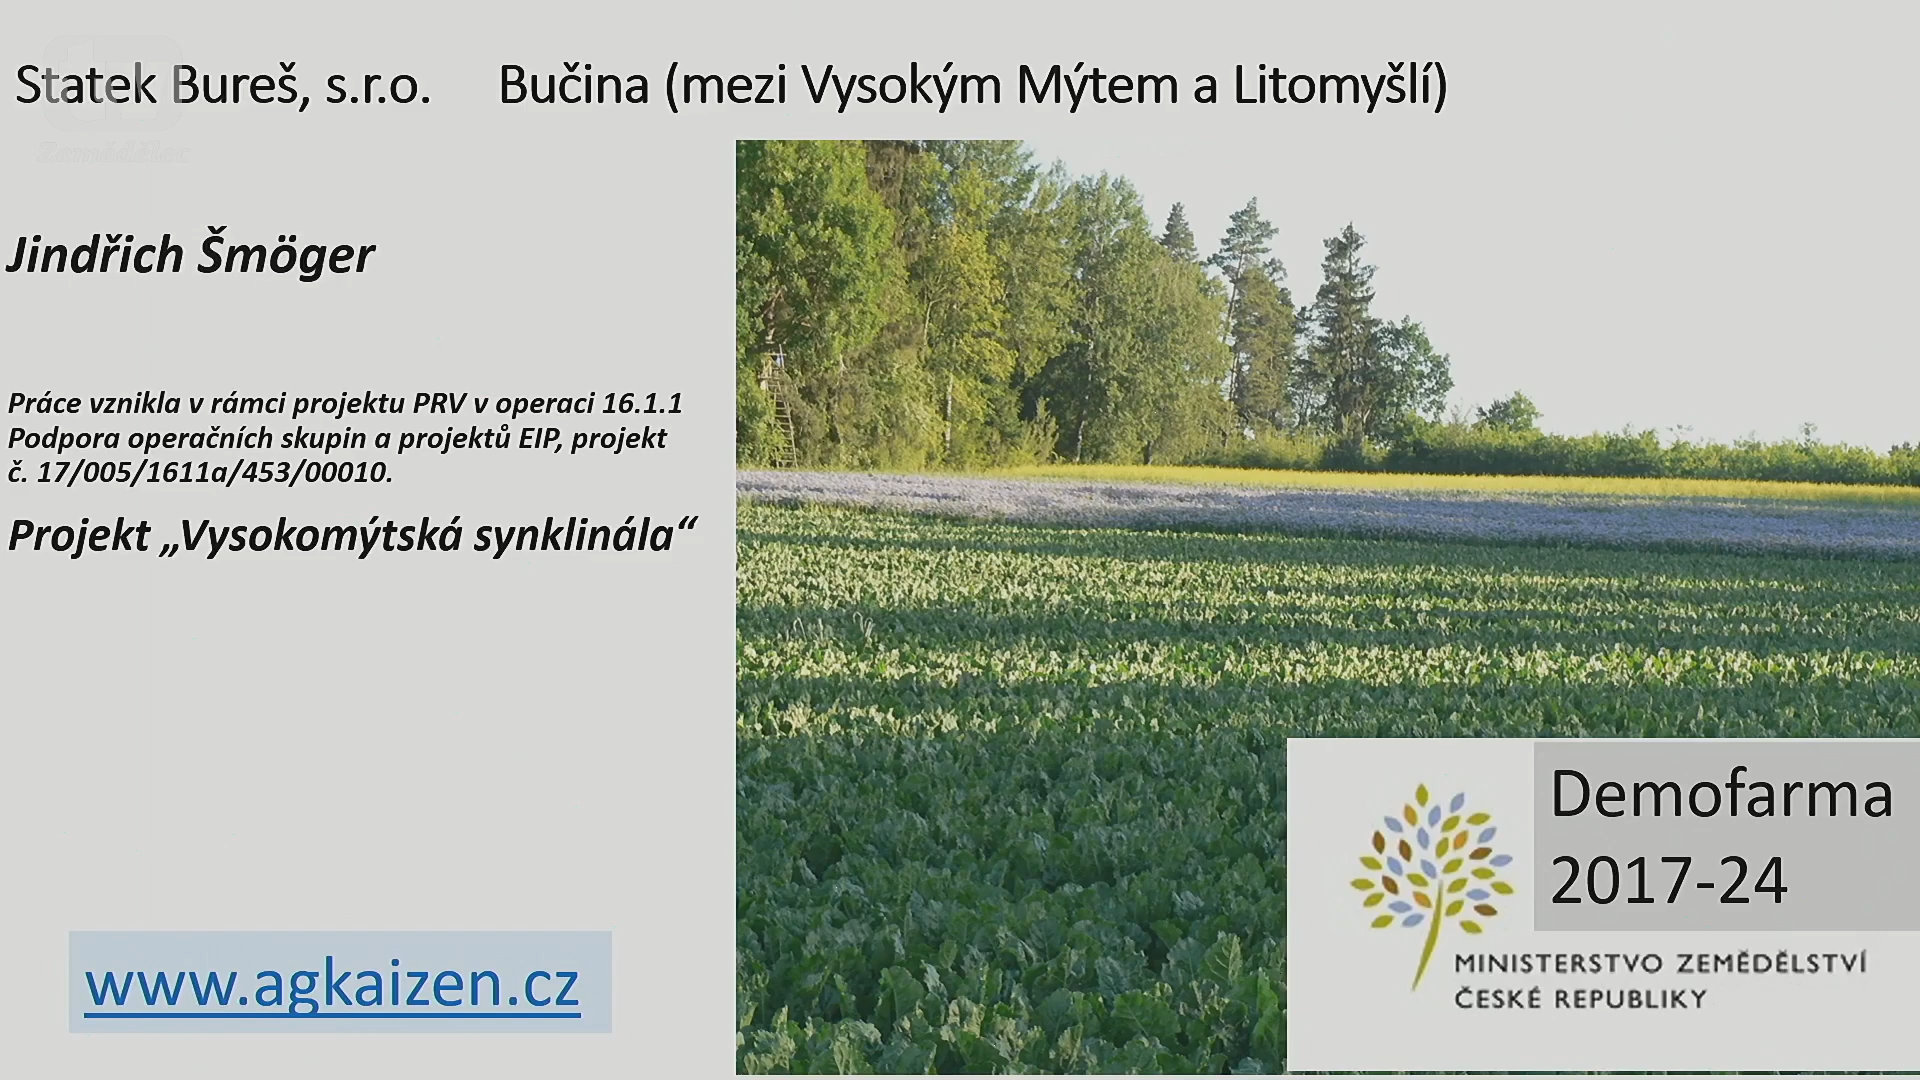 Statek Bureš, s.r.o. Bučina (mezi Vysokým Mýtem a Litomyšlí)
Zemědělec
Jindřich Šmöger
Práce vznikla v rámci projektu PRV v operaci 16.1.1
Podpora operačních skupin a projektů EIP, projekt
č. 17/005/1611a/453/00010.
Projekt „Vysokomýtská synklinála“
www.agkaizen.cz
Demofarma
2017-24
MINISTERSTVO ZEMĚDĚLSTVÍ
ČESKÉ REPUBLIKY